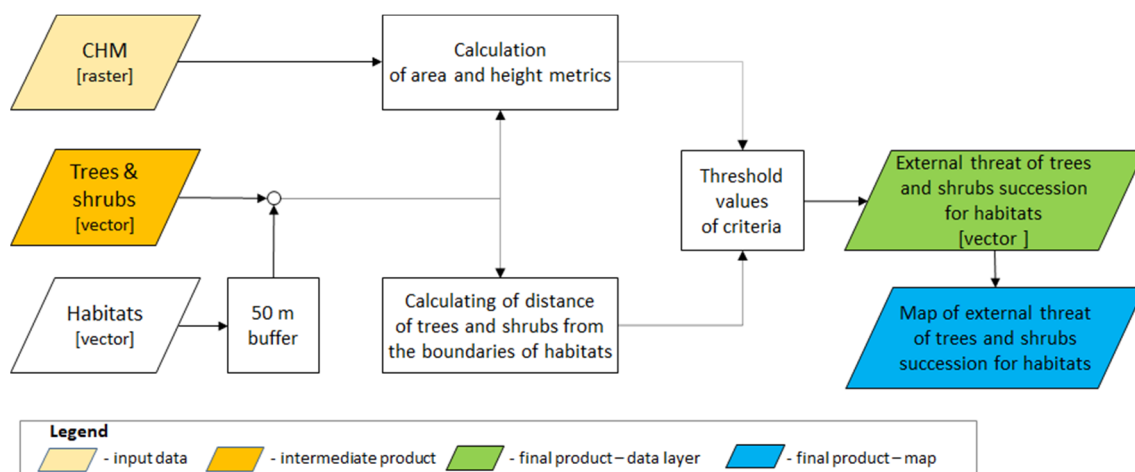 CHM
[raster]
Calculation
of area and height metrics
Trees &
shrubs
[vector]
Threshold
values
of criteria
External threat of trees
and shrubs succession
for habitats
[vector ]
Habitats
[vector]
50 m
buffer
Calculating of distance
of trees and shrubs from
the boundaries of habitats
Map of external threat
of trees and shrubs
succession for habitats
Legend
- input data
- intermediate product
- final product – data layer
- final product – map